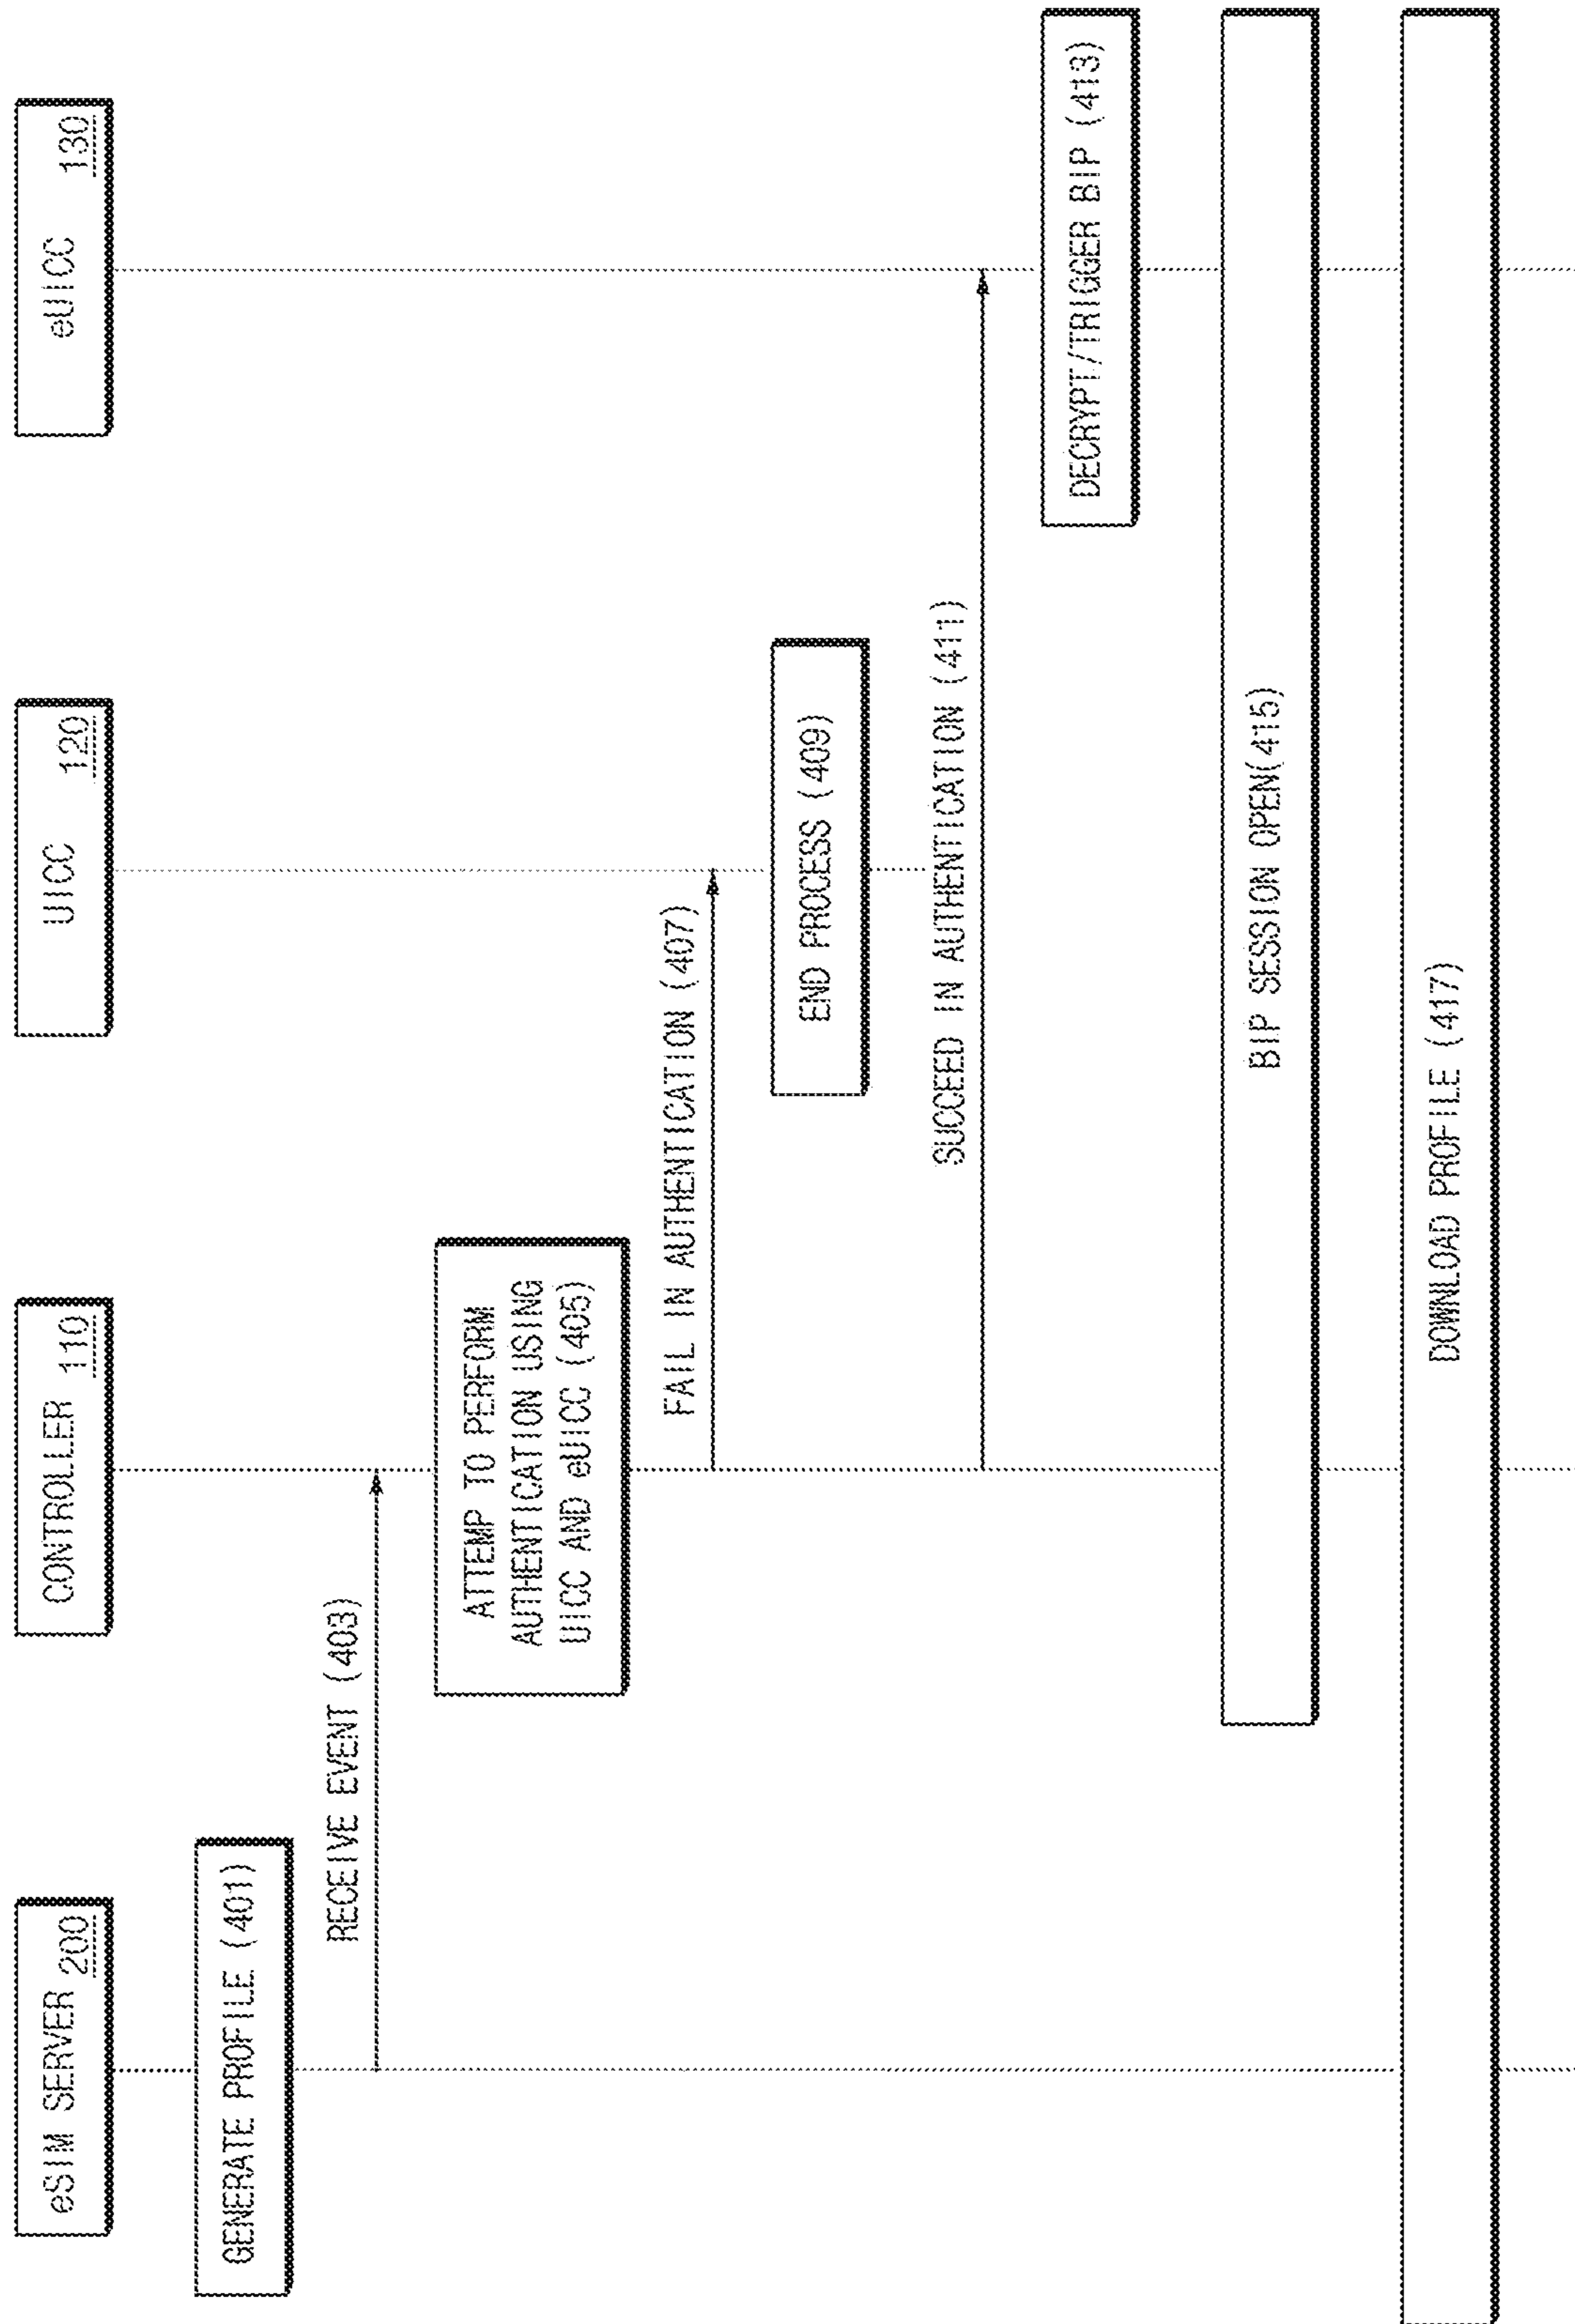 eSIM SERVER 200
CONTROLLER 110
UICC 120
eUICC 130
GENERATE PROFILE (401)
RECEIVE EVENT (403)
ATTEMP TO PERFORM
AUTHENTICATION USING
UICC AND eUICC (405)
FAIL IN AUTHENTICATION (407)
END PROCESS (409)
SUCCEED IN AUTHENTICATION (411)
DECRYPT/TRIGGER BIP (413)
BIP SESSION OPEN(415)
DOWNLOAD PROFILE (417)